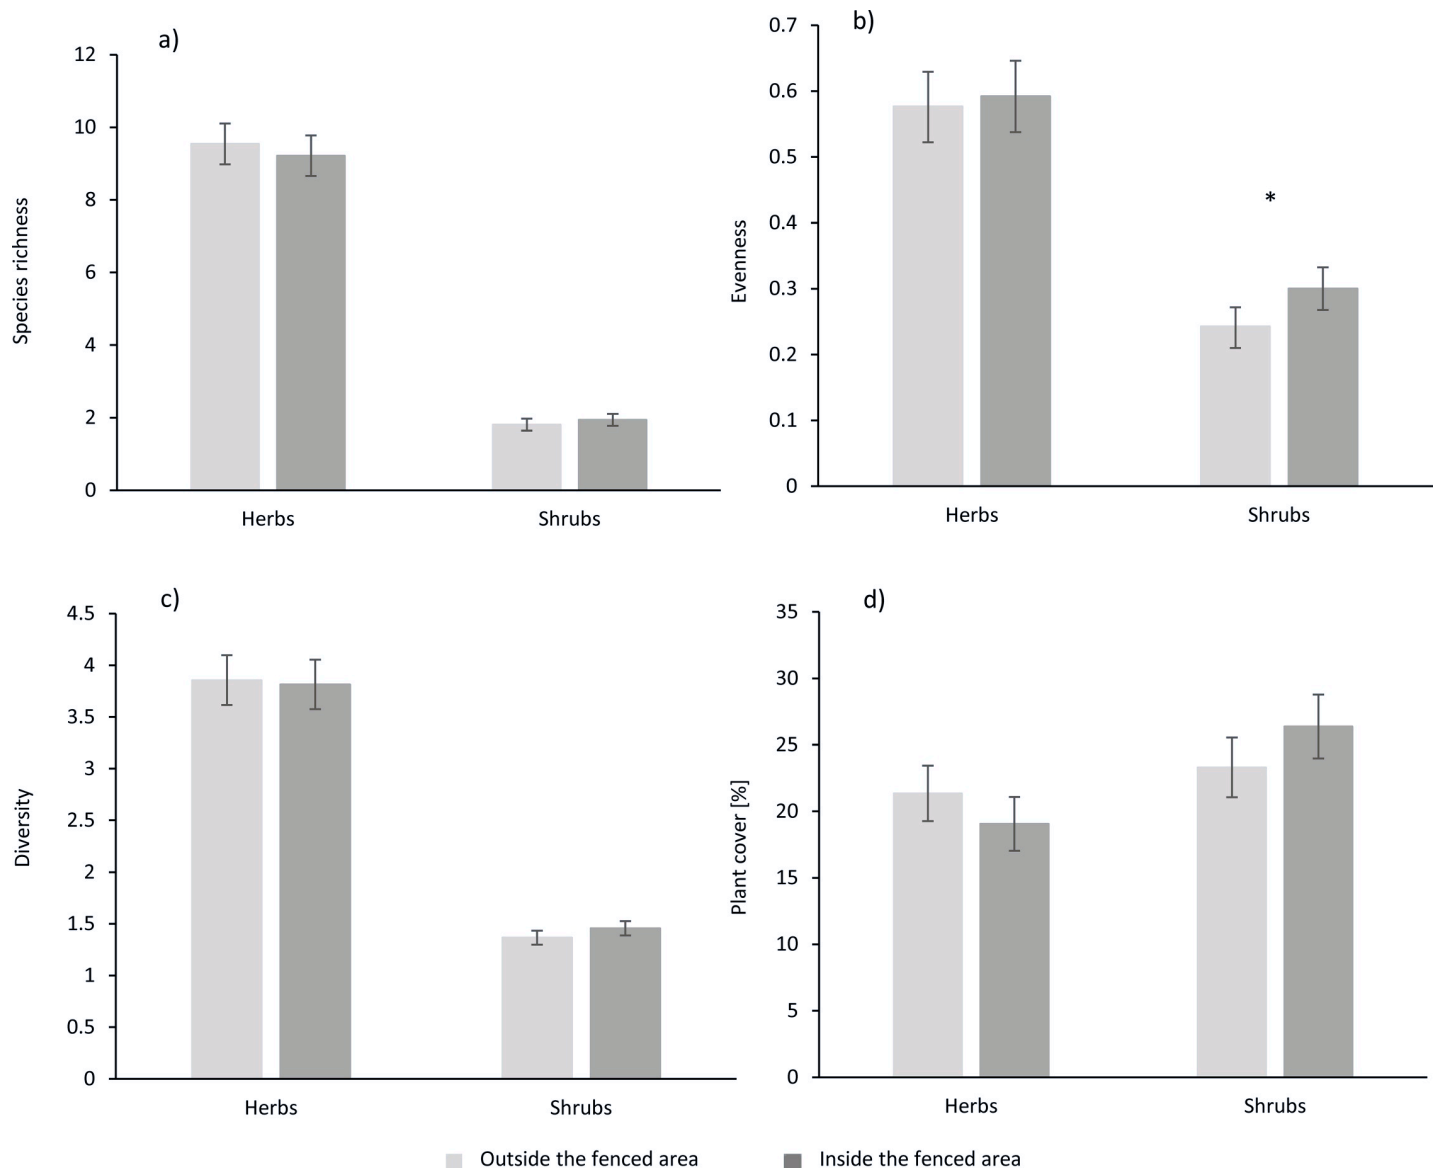 a)
12
10
8
6
4
2
0
Species richness
Herbs
Shrubs
b)
0.7
0.6
0.5
0.4
0.3
0.2
0.1
0
Evenness
*
Herbs
Shrubs
c)
4.5
4
3.5
3
2.5
2
1.5
1
0.5
0
Diversity
Herbs
Shrubs
d)
35
30
25
20
15
10
5
0
Plant cover [%]
Herbs
Shrubs
Outside the fenced area
Inside the fenced area